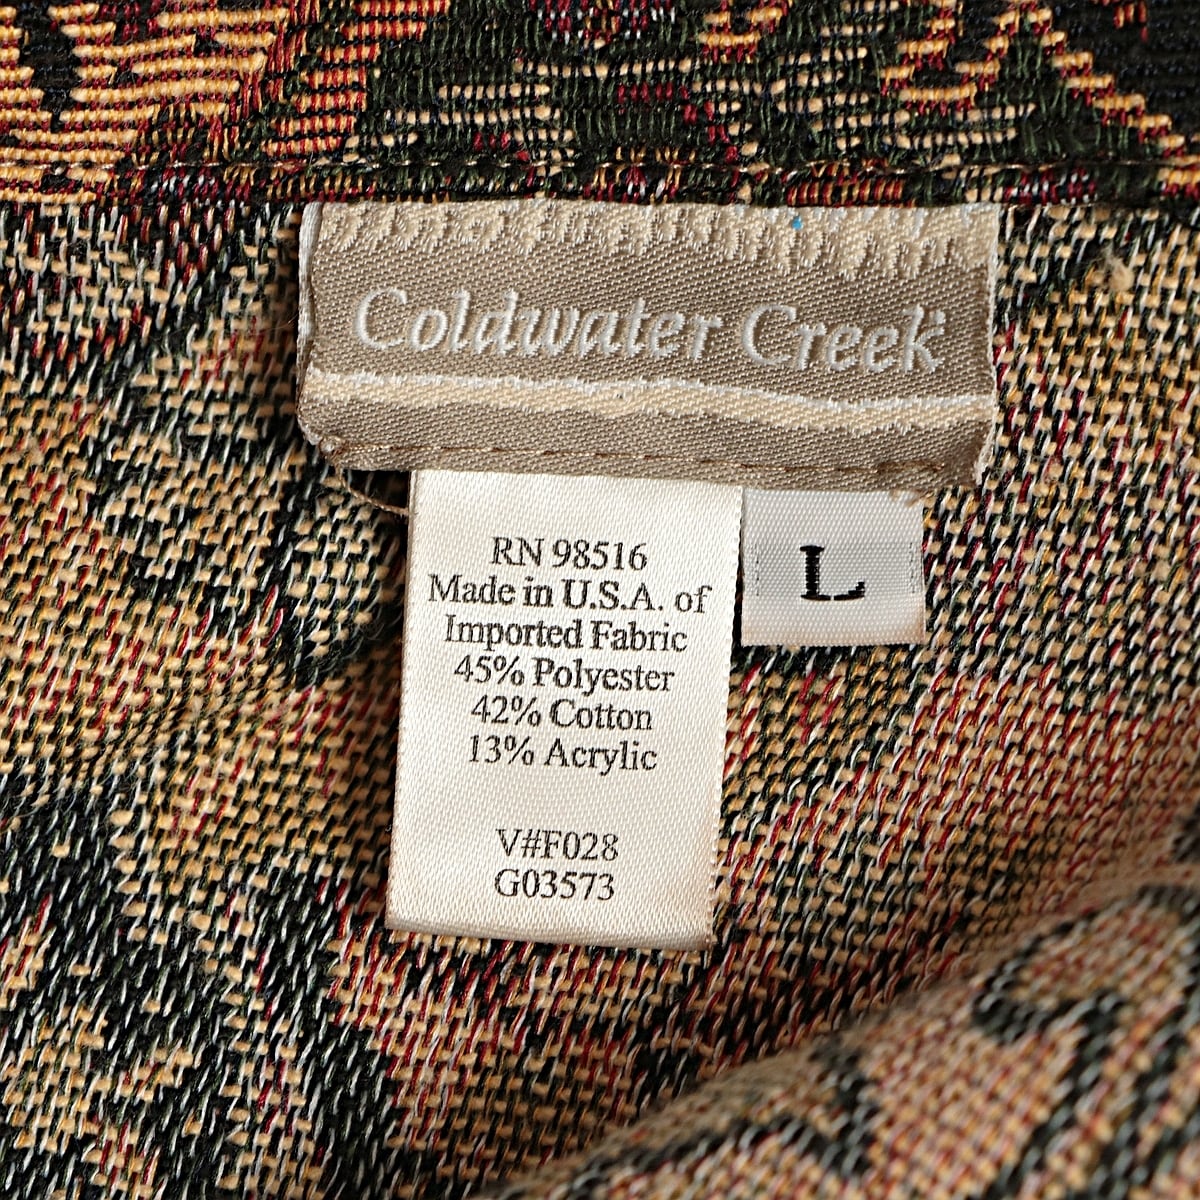 Coldwater Creek
L
RN 98516
Made in U.S.A. of
Imported Fabric
45% Polyester
42% Cotton
13% Acrylic
V#F028
G03573